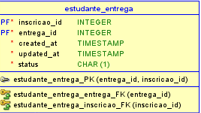 estudante_entrega
PF* inscricao_id INTEGER
PF* entrega_id INTEGER
* created_at TIMESTAMP
* updated_at TIMESTAMP
* status CHAR (1)
estudante_entrega_PK (entrega_id, inscricao_id)
estudante_entrega_entrega_FK (entrega_id)
estudante_entrega_inscricao_FK (inscricao_id)